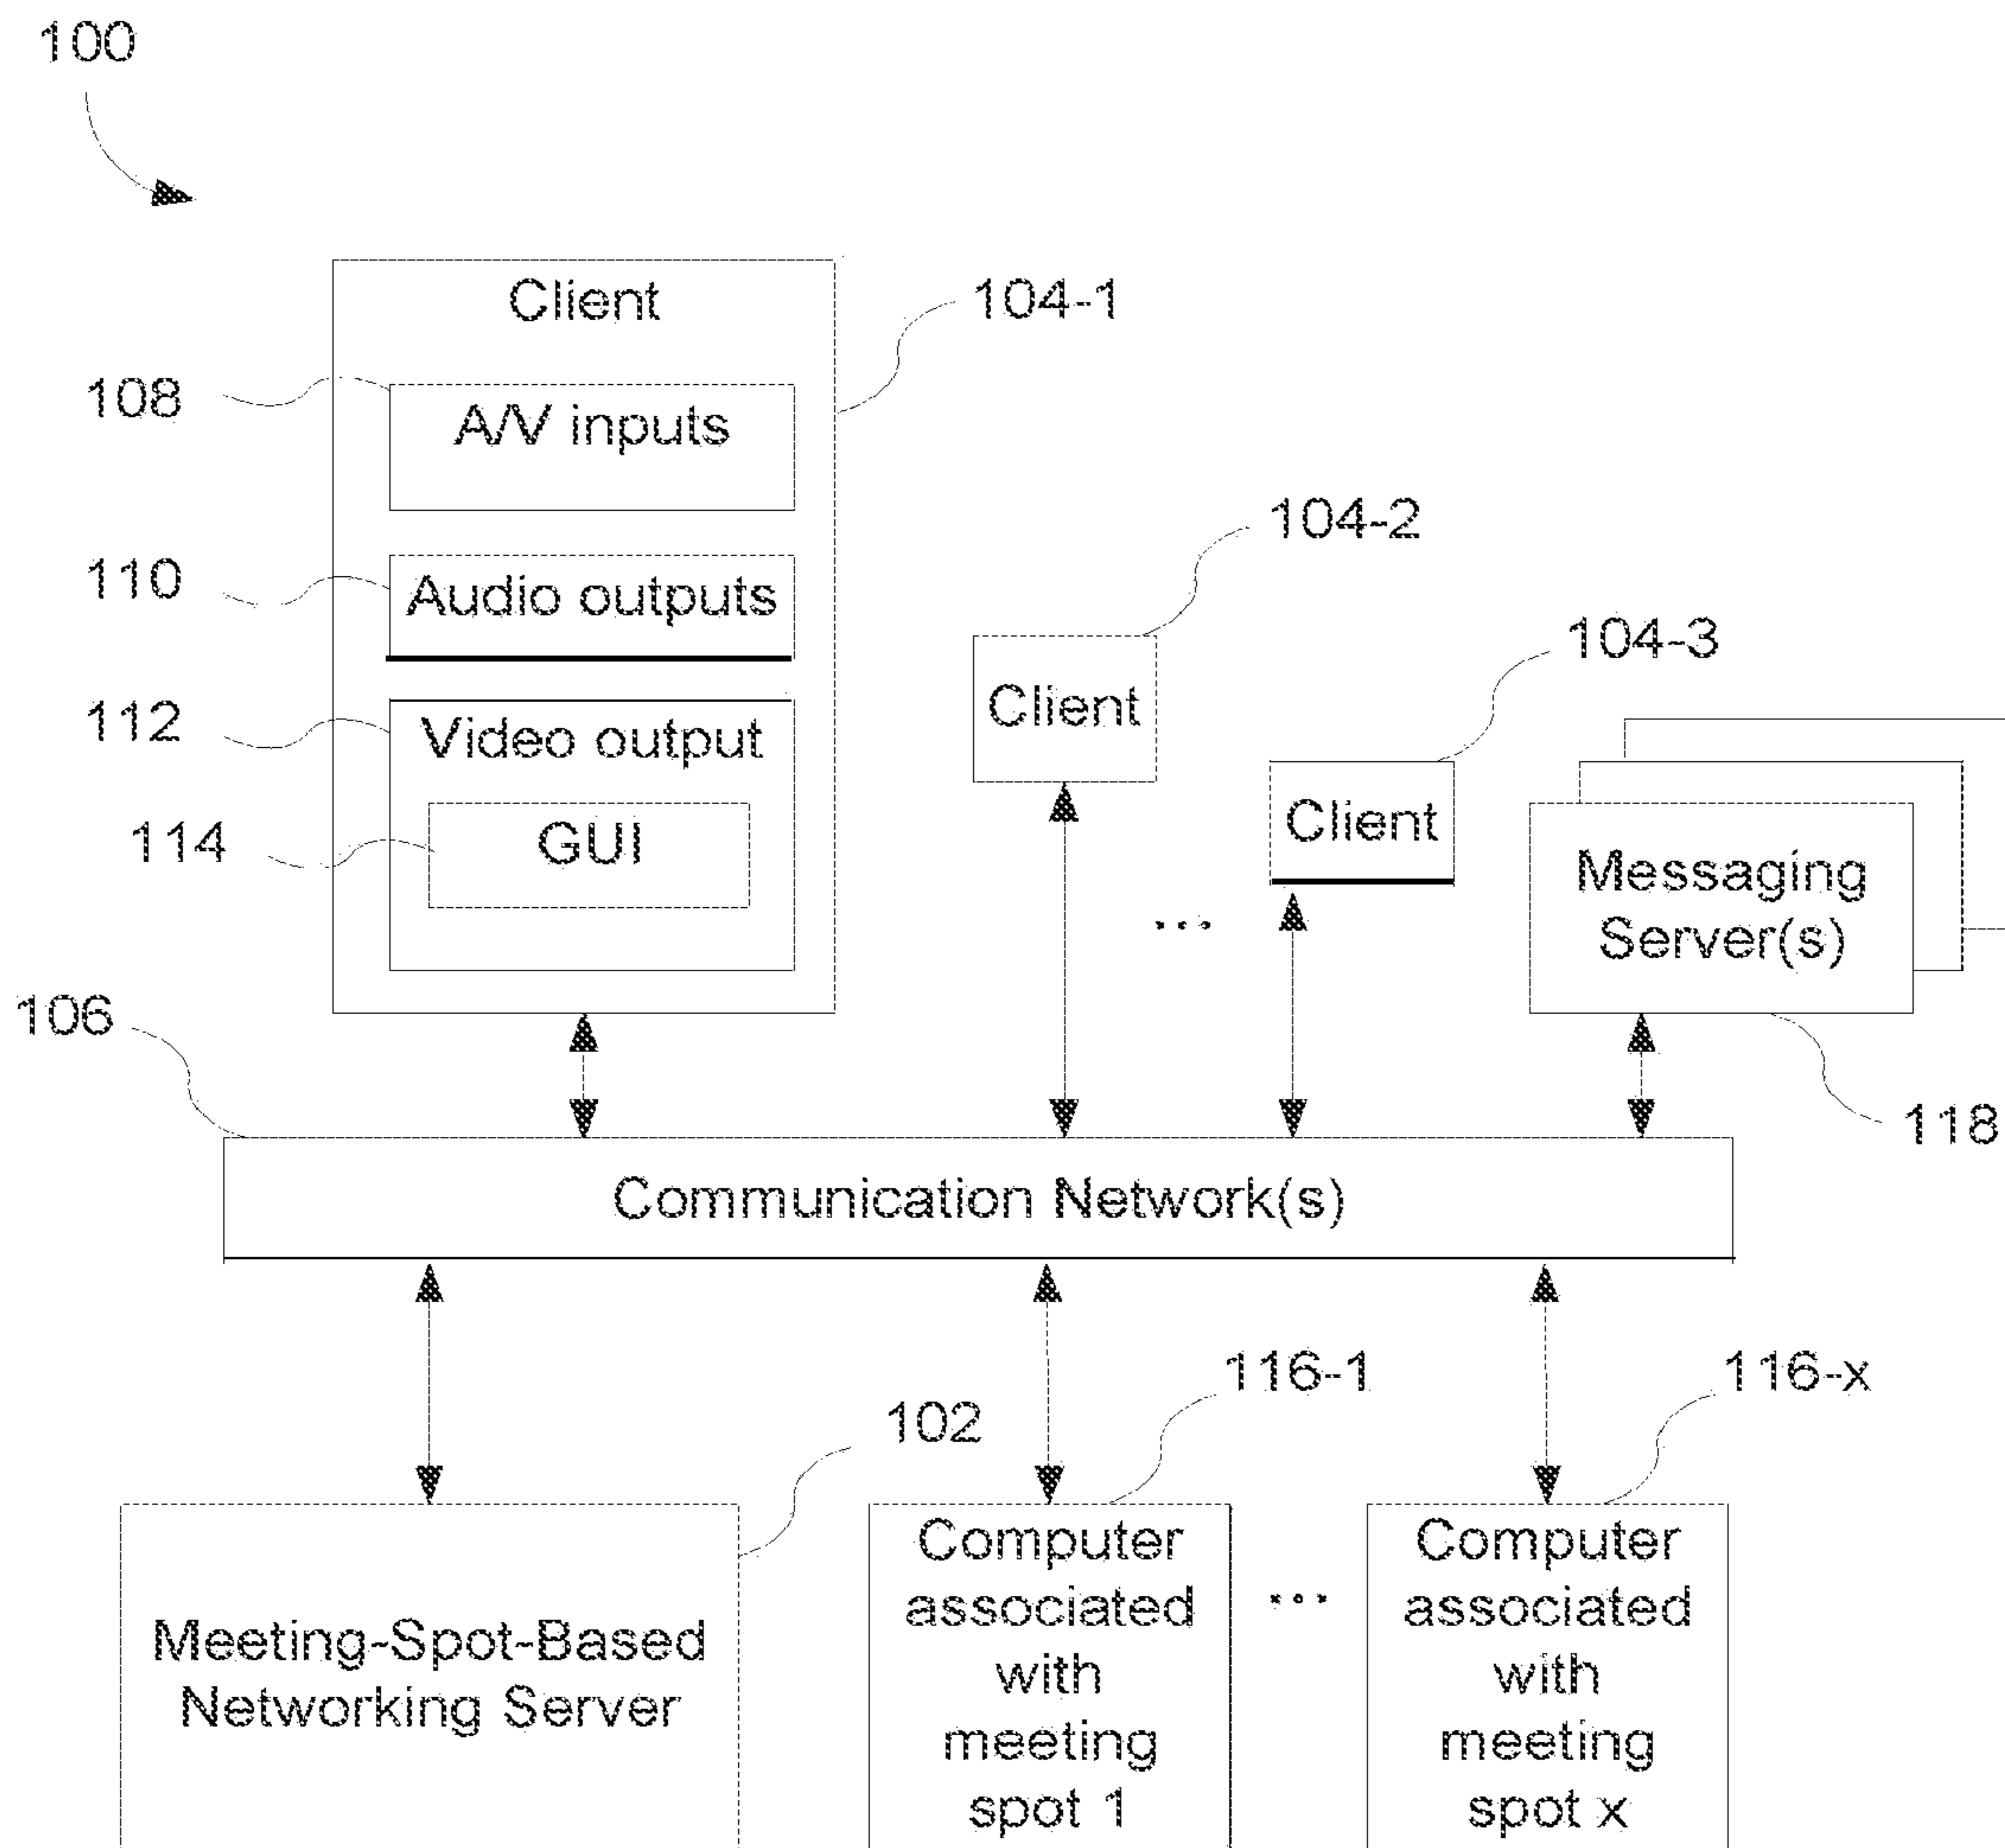 100
Client
104-1
108
A/V inputs
104-2
110
Audio outputs
104-3
112
Video output
Client
Client
114
GUI
Messaging
Server(s)
106
118
Communication Network(s)
116-1
116-x
102
Computer
associated
with
meeting
spot 1
...
Computer
associated
with
meeting
spot x
...
Meeting-Spot-Based
Networking Server